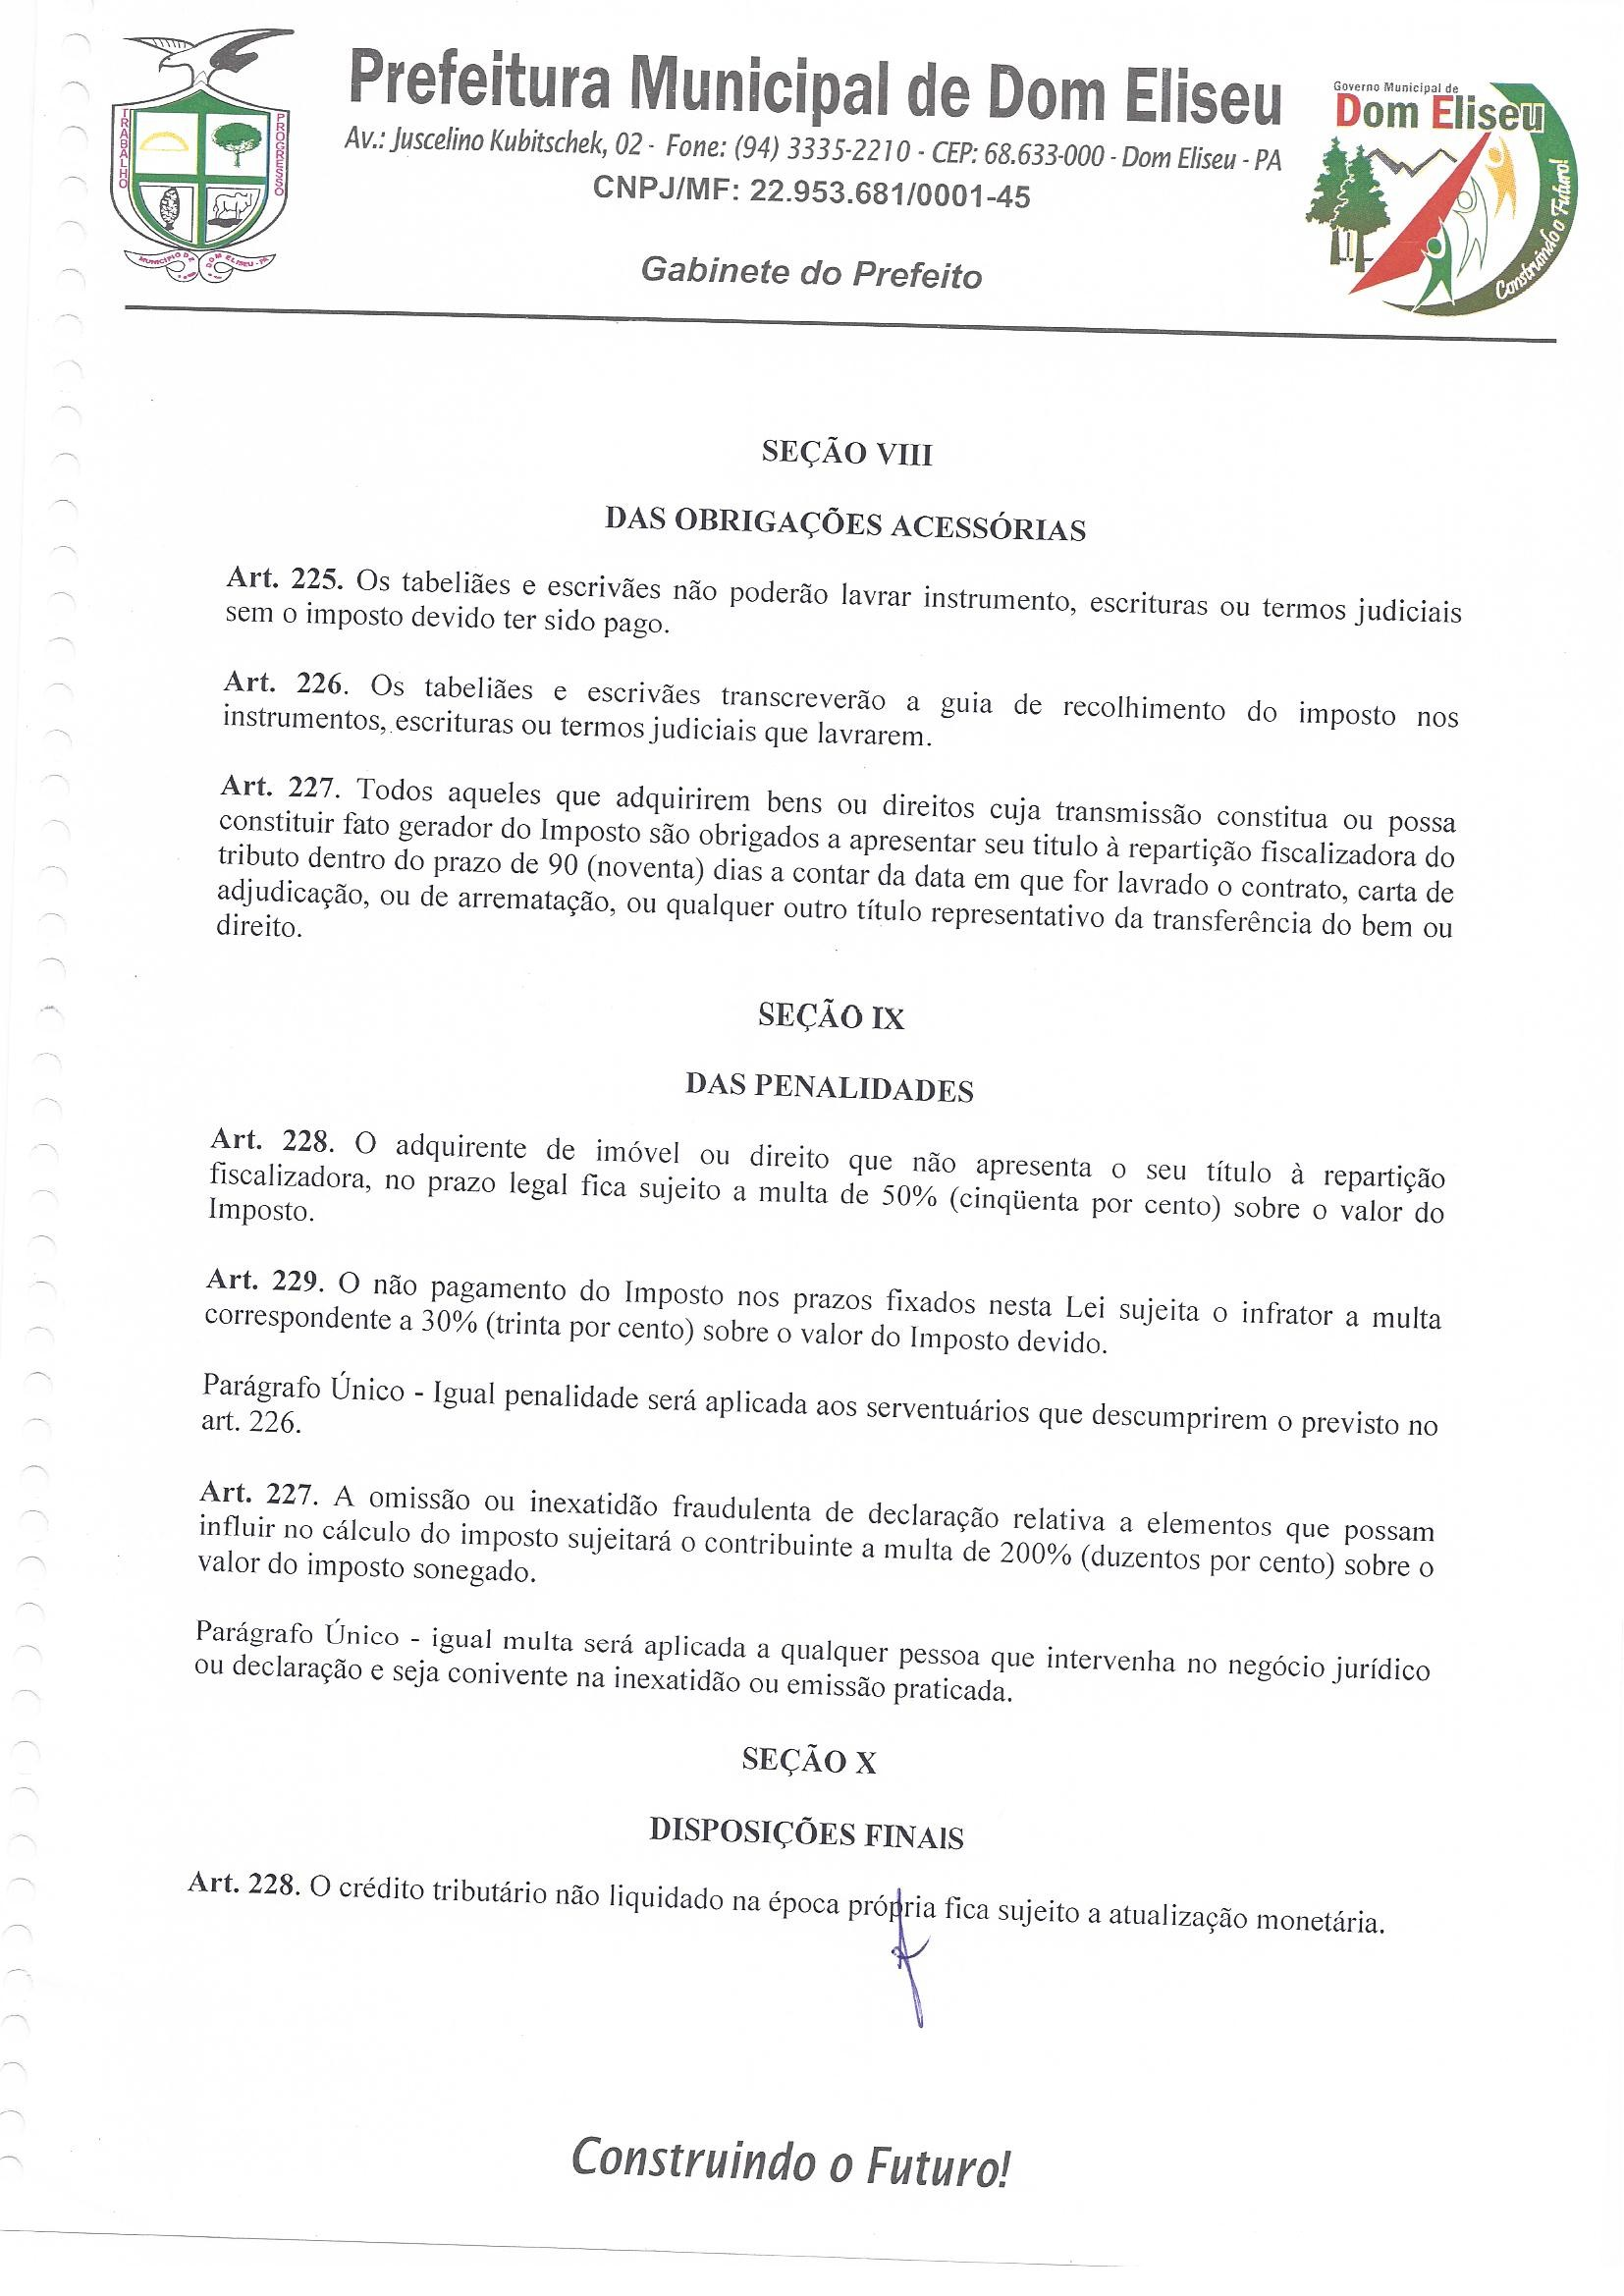 Prefeitura Municipal de Dom Eliseu
Av.: Juscelino Kubitschek, 02 - Fone: (94) 3335-2210 - CEP: 68.633-000 - Dom Eliseu - PA
CNPJ/MF: 22.953.681/0001-45
Gabinete do Prefeito
TRABALHO
PROGRESSO
MUNICIPIO DE DOM ELISEU - PA
Governo Municipal de
Dom Eliseu
Construindo o Futuro!
SEÇÃO VIII
DAS OBRIGAÇÕES ACESSÓRIAS
Art. 225. Os tabeliães e escrivães não poderão lavrar instrumento, escrituras ou termos judiciais
sem o imposto devido ter sido pago.
Art. 226. Os tabeliães e escrivães transcreverão a guia de recolhimento do imposto nos
instrumentos, escrituras ou termos judiciais que lavrarem.
Art. 227. Todos aqueles que adquirirem bens ou direitos cuja transmissão constitua ou possa
constituir fato gerador do Imposto são obrigados a apresentar seu titulo à repartição fiscalizadora do
tributo dentro do prazo de 90 (noventa) dias a contar da data em que for lavrado o contrato, carta de
adjudicação, ou de arrematação, ou qualquer outro título representativo da transferência do bem ou
direito.
SEÇÃO IX
DAS PENALIDADES
Art. 228. O adquirente de imóvel ou direito que não apresenta o seu título à repartição
fiscalizadora, no prazo legal fica sujeito a multa de 50% (cinqüenta por cento) sobre o valor do
Imposto.
Art. 229. O não pagamento do Imposto nos prazos fixados nesta Lei sujeita o infrator a multa
correspondente a 30% (trinta por cento) sobre o valor do Imposto devido.
Parágrafo Único - Igual penalidade será aplicada aos serventuários que descumprirem o previsto no
art. 226.
Art. 227. A omissão ou inexatidão fraudulenta de declaração relativa a elementos que possam
influir no cálculo do imposto sujeitará o contribuinte a multa de 200% (duzentos por cento) sobre o
valor do imposto sonegado.
Parágrafo Único - igual multa será aplicada a qualquer pessoa que intervenha no negócio jurídico
ou declaração e seja conivente na inexatidão ou emissão praticada.
SEÇÃO X
DISPOSIÇÕES FINAIS
Art. 228. O crédito tributário não liquidado na época própria fica sujeito a atualização monetária.
Construindo o Futuro!